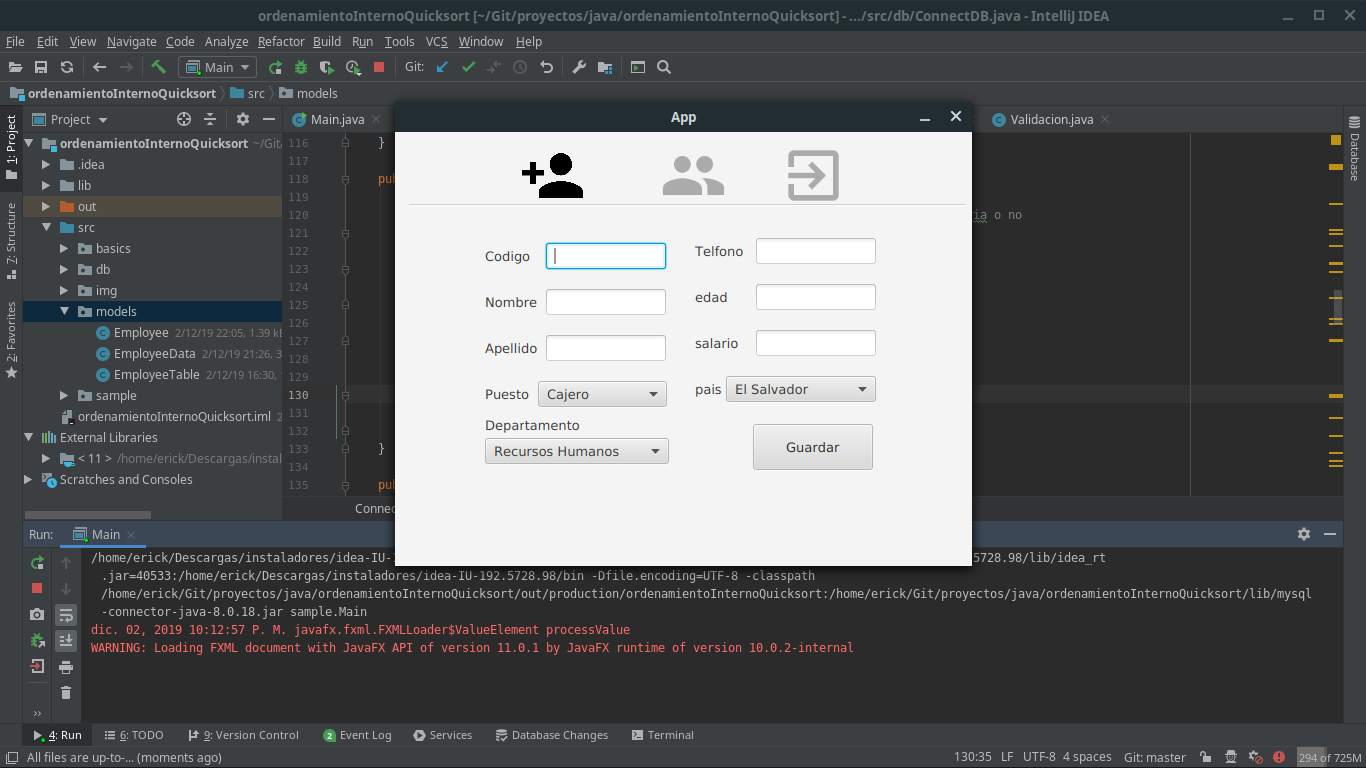 ordenamientoInternoQuicksort [~/Git/proyectos/java/ordenamientoInternoQuicksort] - .../src/db/ConnectDB.java - IntelliJ IDEA
File Edit View Navigate Code Analyze Refactor Build Run Tools VCS Window Help
Main Git:
ordenamientoInternoQuicksort src models
1: Project
Z: Structure
2: Favorites
Database
Project
ordenamientoInternoQuicksort ~/Git/
.idea
lib
out
src
basics
db
img
models
Employee 2/12/19 22:05, 1.39 kB
EmployeeData 2/12/19 21:26, 3
EmployeeTable 2/12/19 16:30,
sample
ordenamientoInternoQuicksort.iml 2
External Libraries
< 11 > /home/erick/Descargas/instal
Scratches and Consoles
Main.java
Validacion.java
116 }
117
118 pu
119
120 ia o no
121
122
123
124
125
126
127
128
129
130
131
132
133 }
134
135 pu
Connec
App
Codigo
Telfono
Nombre
edad
Apellido
salario
Puesto Cajero
pais El Salvador
Departamento
Recursos Humanos
Guardar
Run: Main
/home/erick/Descargas/instaladores/idea-IU-1 5728.98/lib/idea_rt
.jar=40533:/home/erick/Descargas/instaladores/idea-IU-192.5728.98/bin -Dfile.encoding=UTF-8 -classpath
/home/erick/Git/proyectos/java/ordenamientoInternoQuicksort/out/production/ordenamientoInternoQuicksort:/home/erick/Git/proyectos/java/ordenamientoInternoQuicksort/lib/mysql
-connector-java-8.0.18.jar sample.Main
dic. 02, 2019 10:12:57 P. M. javafx.fxml.FXMLLoader$ValueElement processValue
WARNING: Loading FXML document with JavaFX API of version 11.0.1 by JavaFX runtime of version 10.0.2-internal
4: Run 6: TODO 9: Version Control 2 Event Log Services Database Changes Terminal
All files are up-to-... (moments ago) 130:35 LF UTF-8 4 spaces Git: master 294 of 725M